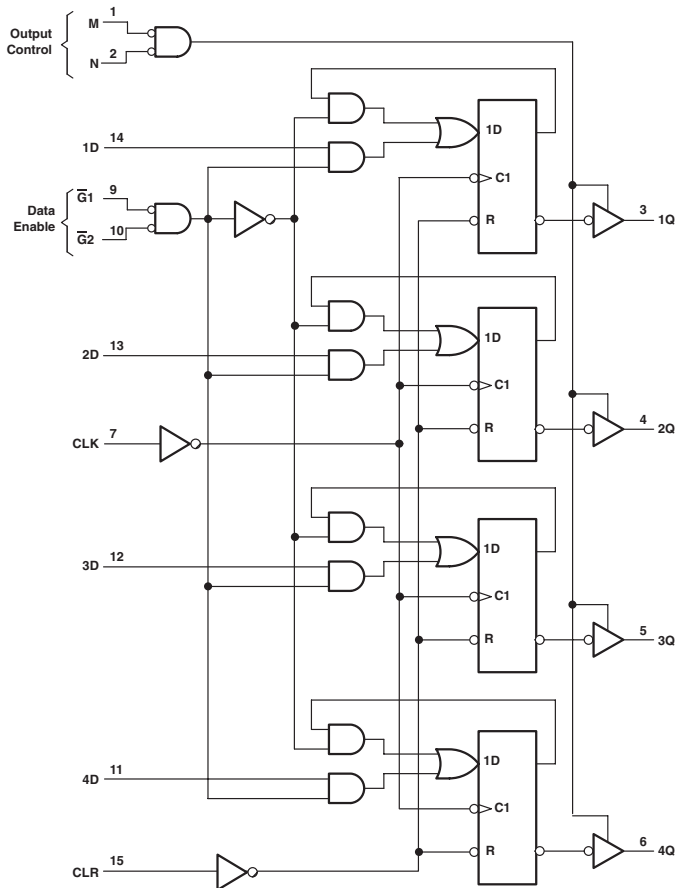 Output
Control
M
1
N
2
1D
14
Data
Enable
G̅1
9
G̅2
10
1D
C1
R
3
1Q
2D
13
1D
C1
R
4
2Q
CLK
7
3D
12
1D
C1
R
5
3Q
4D
11
1D
C1
R
6
4Q
CLR
15